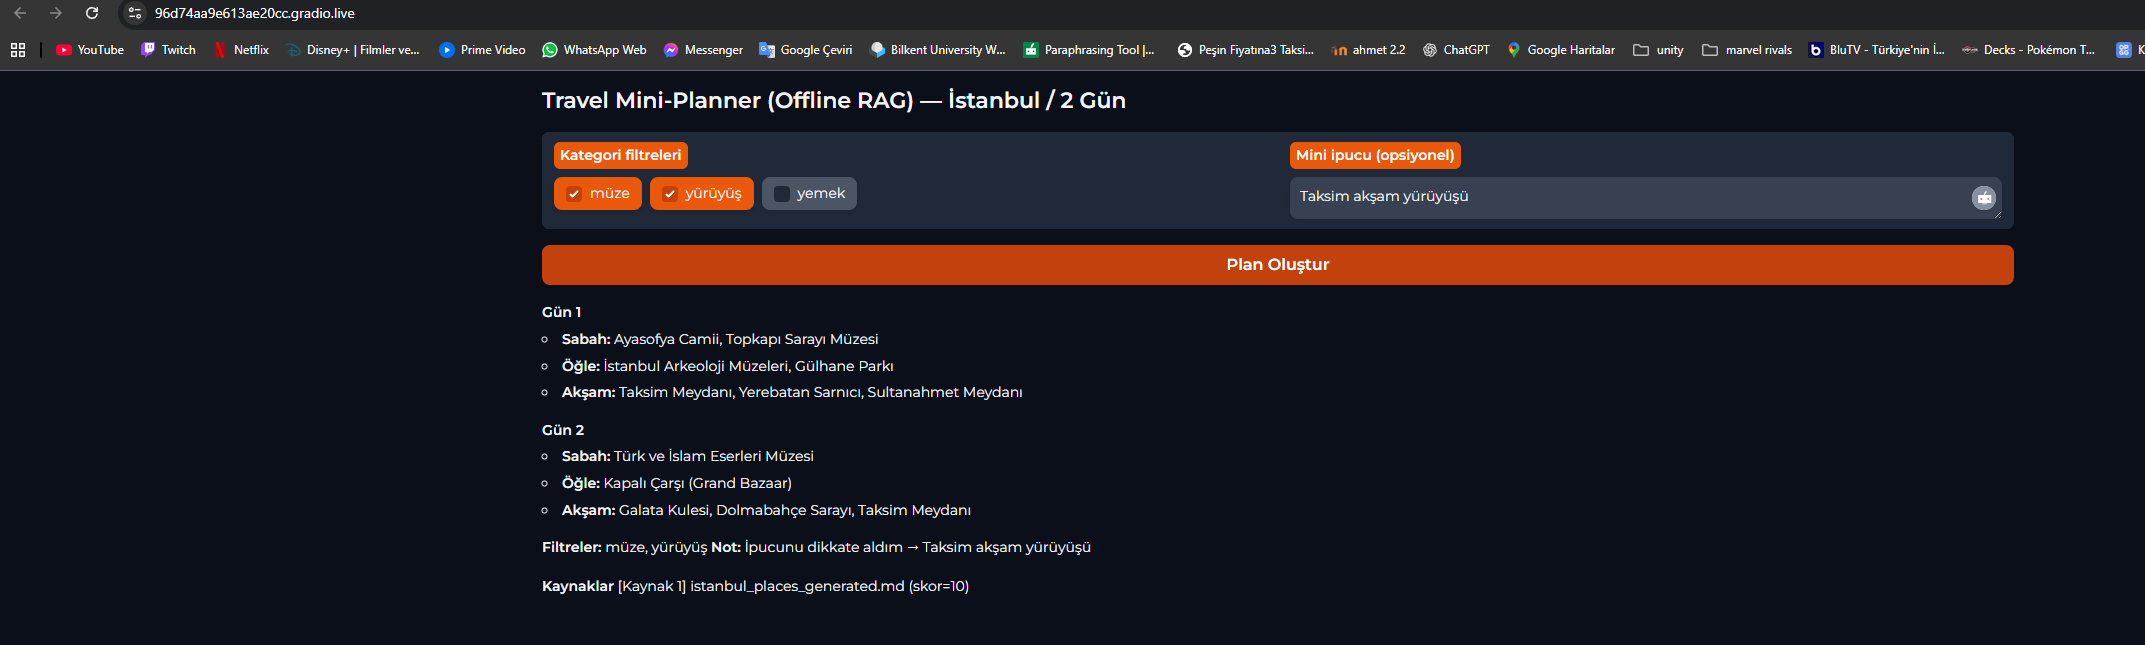 96d74aa9e613ae20cc.gradio.live
YouTube Twitch Netflix Disney+ | Filmler ve... Prime Video WhatsApp Web Messenger Google Çeviri Bilkent University W... Paraphrasing Tool |... Peşin Fiyatına3 Taksi... ahmet 2.2 ChatGPT Google Haritalar unity marvel rivals BluTV - Türkiye'nin İ... Decks - Pokémon T... K
Travel Mini-Planner (Offline RAG) — İstanbul / 2 Gün
Kategori filtreleri
müze yürüyüş yemek
Mini ipucu (opsiyonel)
Taksim akşam yürüyüşü
Plan Oluştur
Gün 1
Sabah: Ayasofya Camii, Topkapı Sarayı Müzesi
Öğle: İstanbul Arkeoloji Müzeleri, Gülhane Parkı
Akşam: Taksim Meydanı, Yerebatan Sarnıcı, Sultanahmet Meydanı
Gün 2
Sabah: Türk ve İslam Eserleri Müzesi
Öğle: Kapalı Çarşı (Grand Bazaar)
Akşam: Galata Kulesi, Dolmabahçe Sarayı, Taksim Meydanı
Filtreler: müze, yürüyüş Not: İpucunu dikkate aldım → Taksim akşam yürüyüşü
Kaynaklar [Kaynak 1] istanbul_places_generated.md (skor=10)